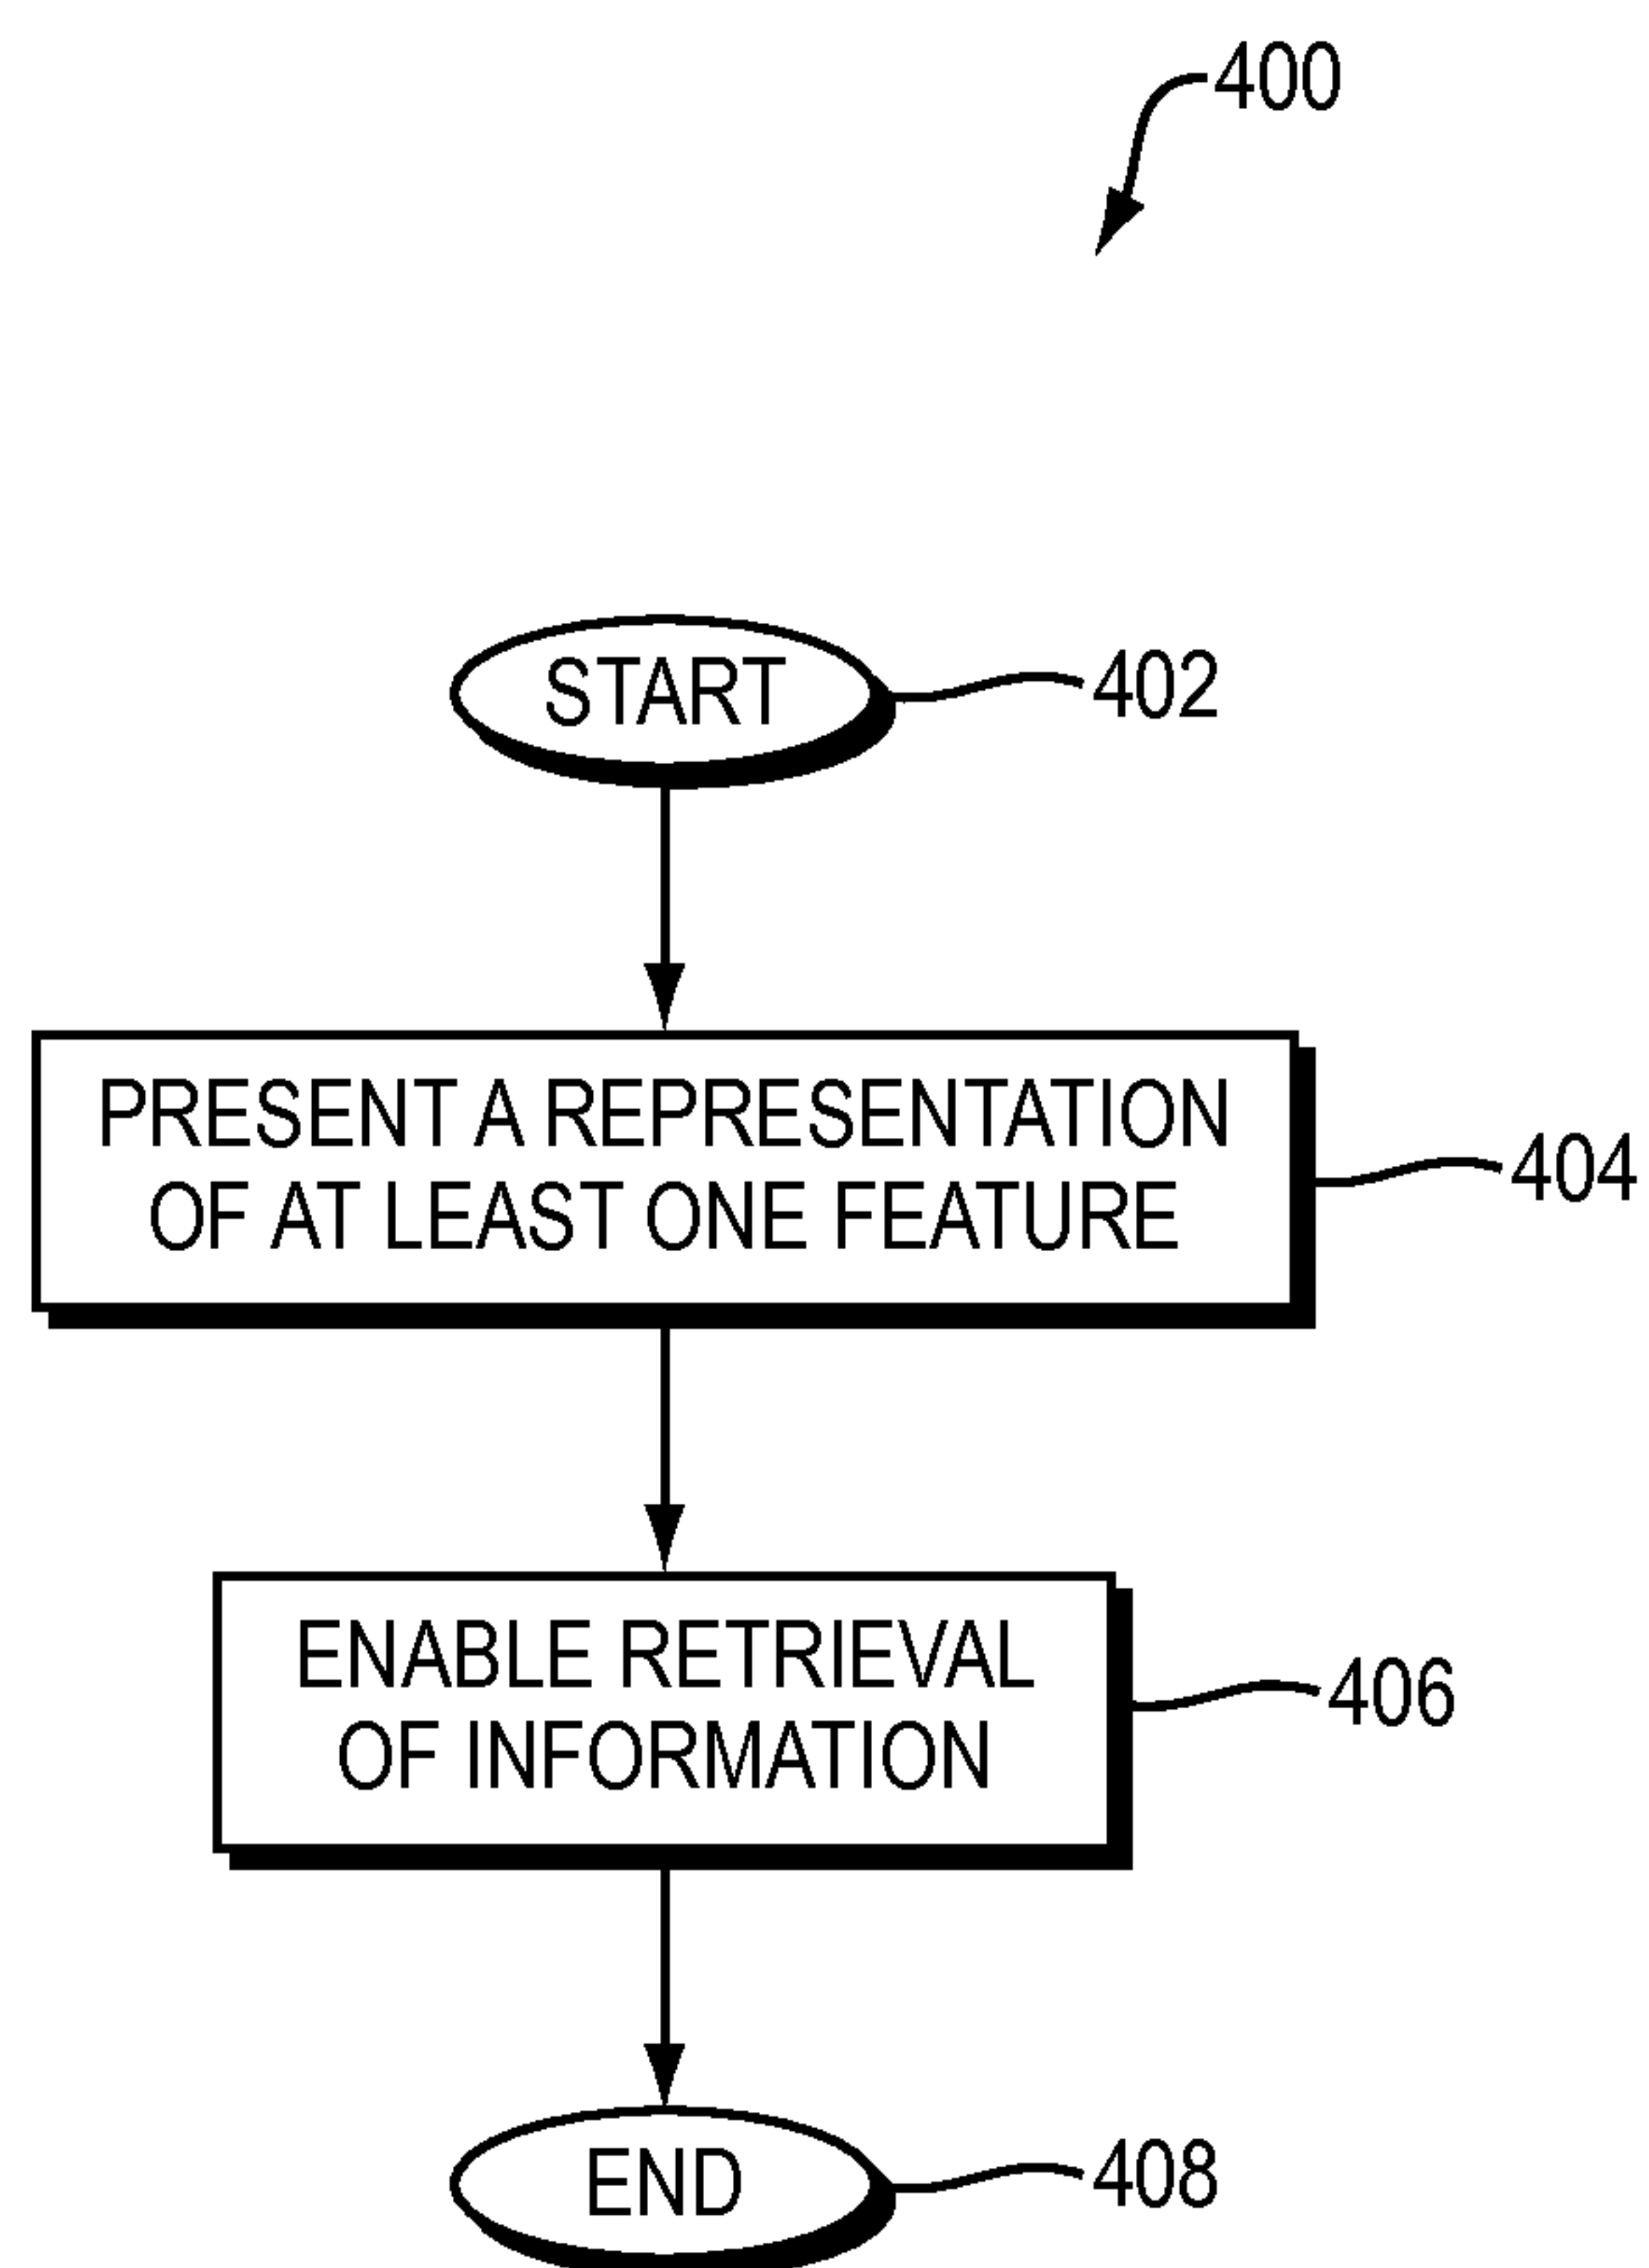 400
START
402
PRESENT A REPRESENTATION
OF AT LEAST ONE FEATURE
404
ENABLE RETRIEVAL
OF INFORMATION
406
END
408